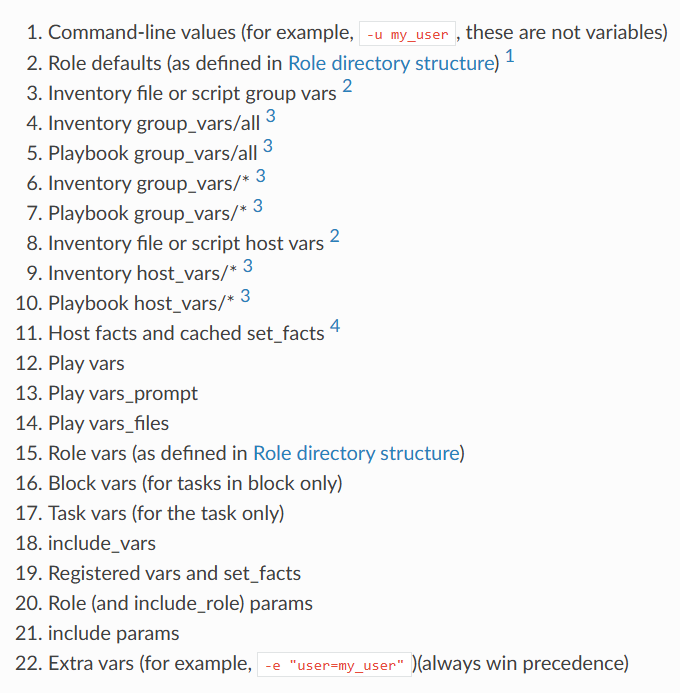 1. Command-line values (for example, -u my_user , these are not variables)
2. Role defaults (as defined in Role directory structure) 1
3. Inventory file or script group vars 2
4. Inventory group_vars/all 3
5. Playbook group_vars/all 3
6. Inventory group_vars/* 3
7. Playbook group_vars/* 3
8. Inventory file or script host vars 2
9. Inventory host_vars/* 3
10. Playbook host_vars/* 3
11. Host facts and cached set_facts 4
12. Play vars
13. Play vars_prompt
14. Play vars_files
15. Role vars (as defined in Role directory structure)
16. Block vars (for tasks in block only)
17. Task vars (for the task only)
18. include_vars
19. Registered vars and set_facts
20. Role (and include_role) params
21. include params
22. Extra vars (for example, -e "user=my_user" )(always win precedence)